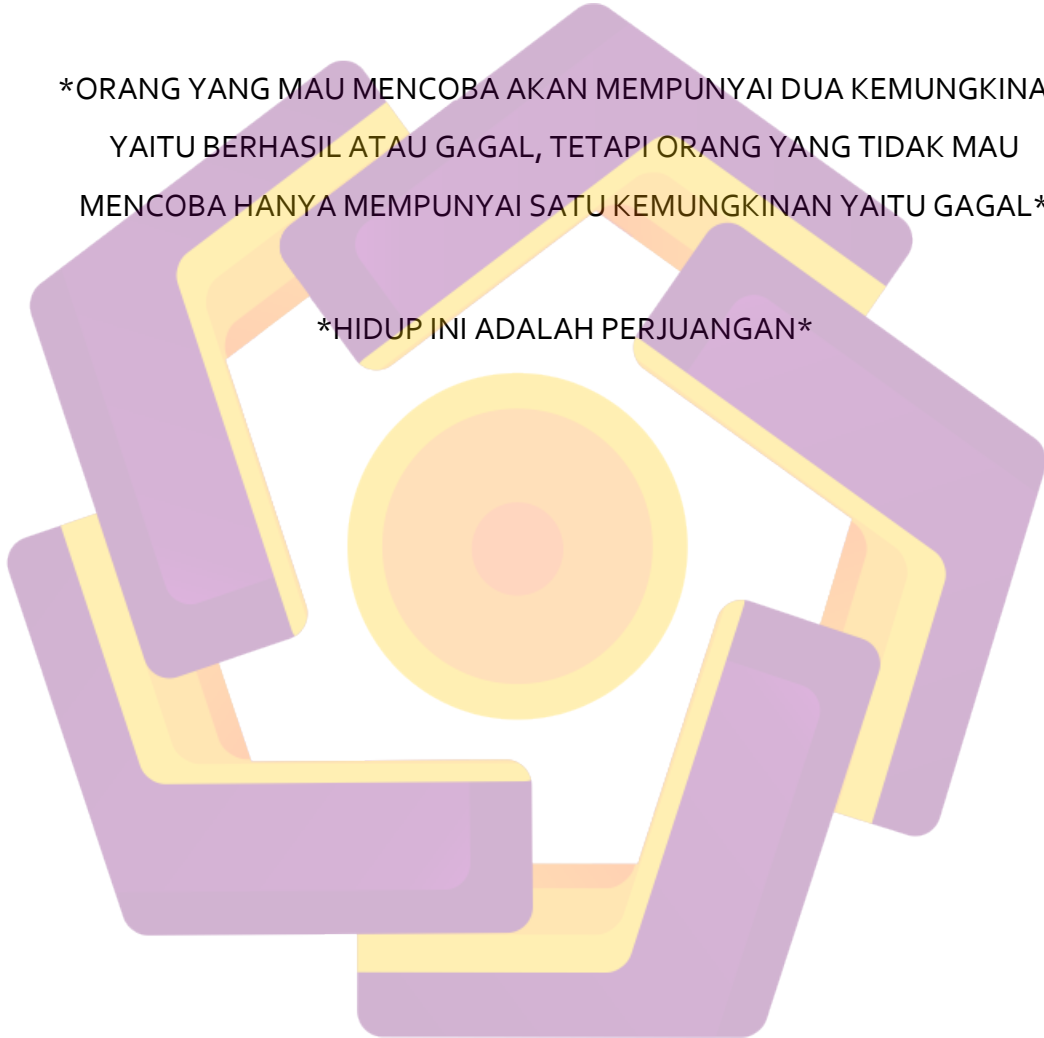 *ORANG YANG MAU MENCOBA AKAN MEMPUNYAI DUA KEMUNGKINA
YAITU BERHASIL ATAU GAGAL, TETAPI ORANG YANG TIDAK MAU
MENCOBA HANYA MEMPUNYAI SATU KEMUNGKINAN YAITU GAGAL*
*HIDUP INI ADALAH PERJUANGAN*